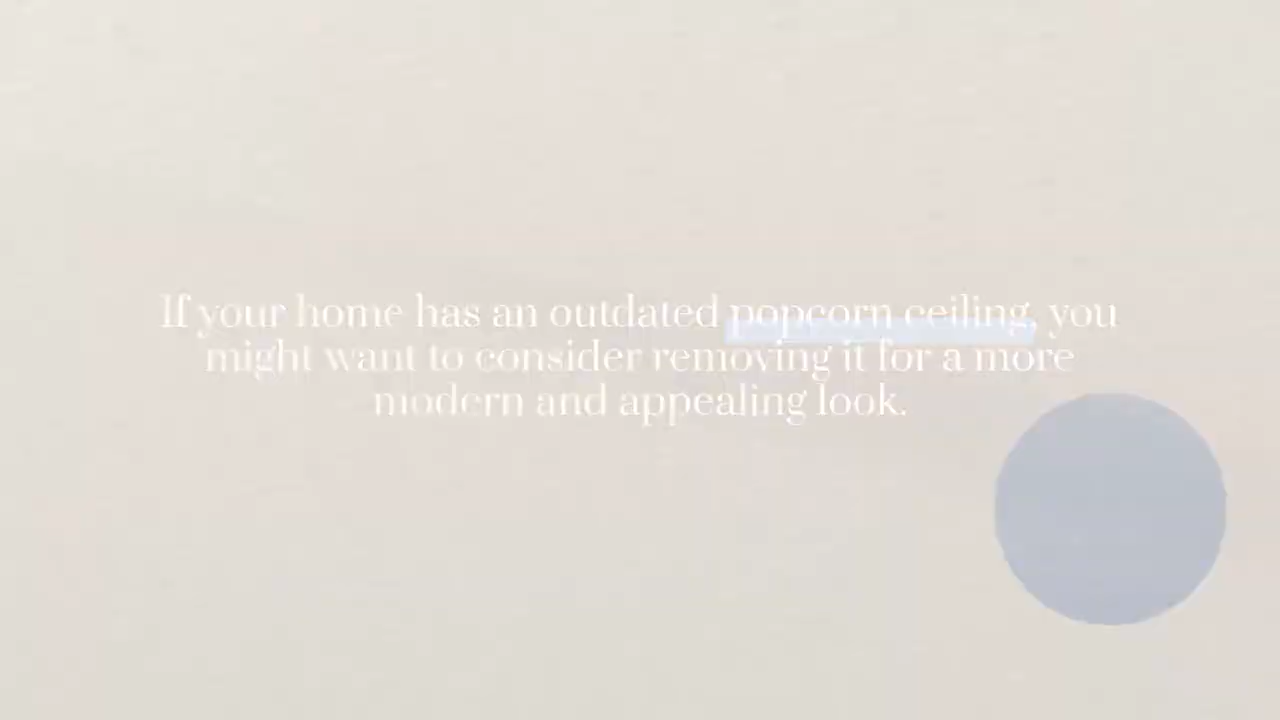 If your home has an outdated popcorn ceiling, you
might want to consider removing it for a more
modern and appealing look.